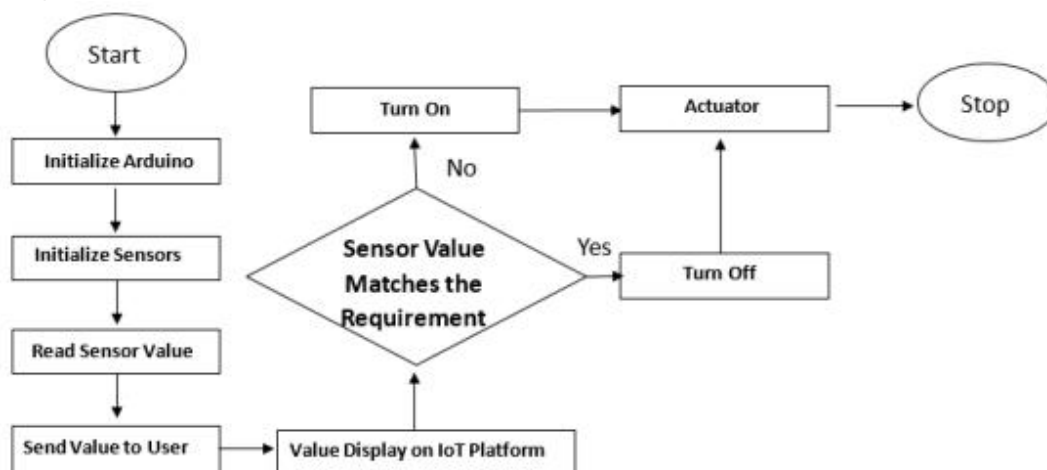 Start
Initialize Arduino
Initialize Sensors
Read Sensor Value
Send Value to User
Value Display on IoT Platform
Sensor Value
Matches the
Requirement
No
Turn On
Yes
Turn Off
Actuator
Stop